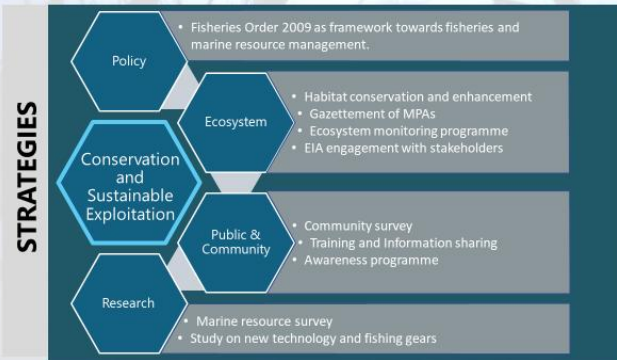 STRATEGIES
Policy
• Fisheries Order 2009 as framework towards fisheries and
marine resource management.
Ecosystem
• Habitat conservation and enhancement
• Gazettement of MPAs
• Ecosystem monitoring programme
• EIA engagement with stakeholders
Conservation
and
Sustainable
Exploitation
Public &
Community
• Community survey
• Training and Information sharing
• Awareness programme
Research
• Marine resource survey
• Study on new technology and fishing gears